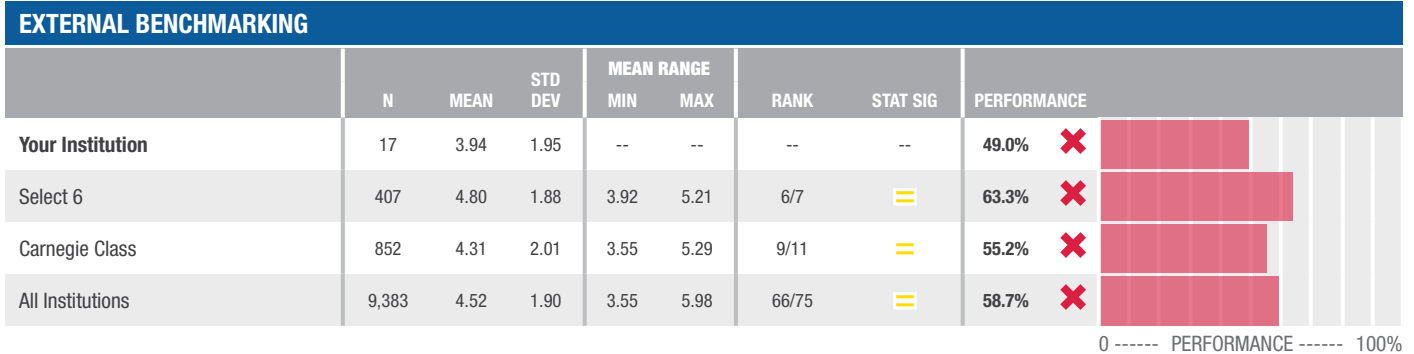 EXTERNAL BENCHMARKING
N MEAN STD DEV MEAN RANGE MIN MAX RANK STAT SIG PERFORMANCE
Your Institution 17 3.94 1.95 -- -- -- -- 49.0%
Select 6 407 4.80 1.88 3.92 5.21 6/7 = 63.3%
Carnegie Class 852 4.31 2.01 3.55 5.29 9/11 = 55.2%
All Institutions 9,383 4.52 1.90 3.55 5.98 66/75 = 58.7%
0 ------ PERFORMANCE ------ 100%